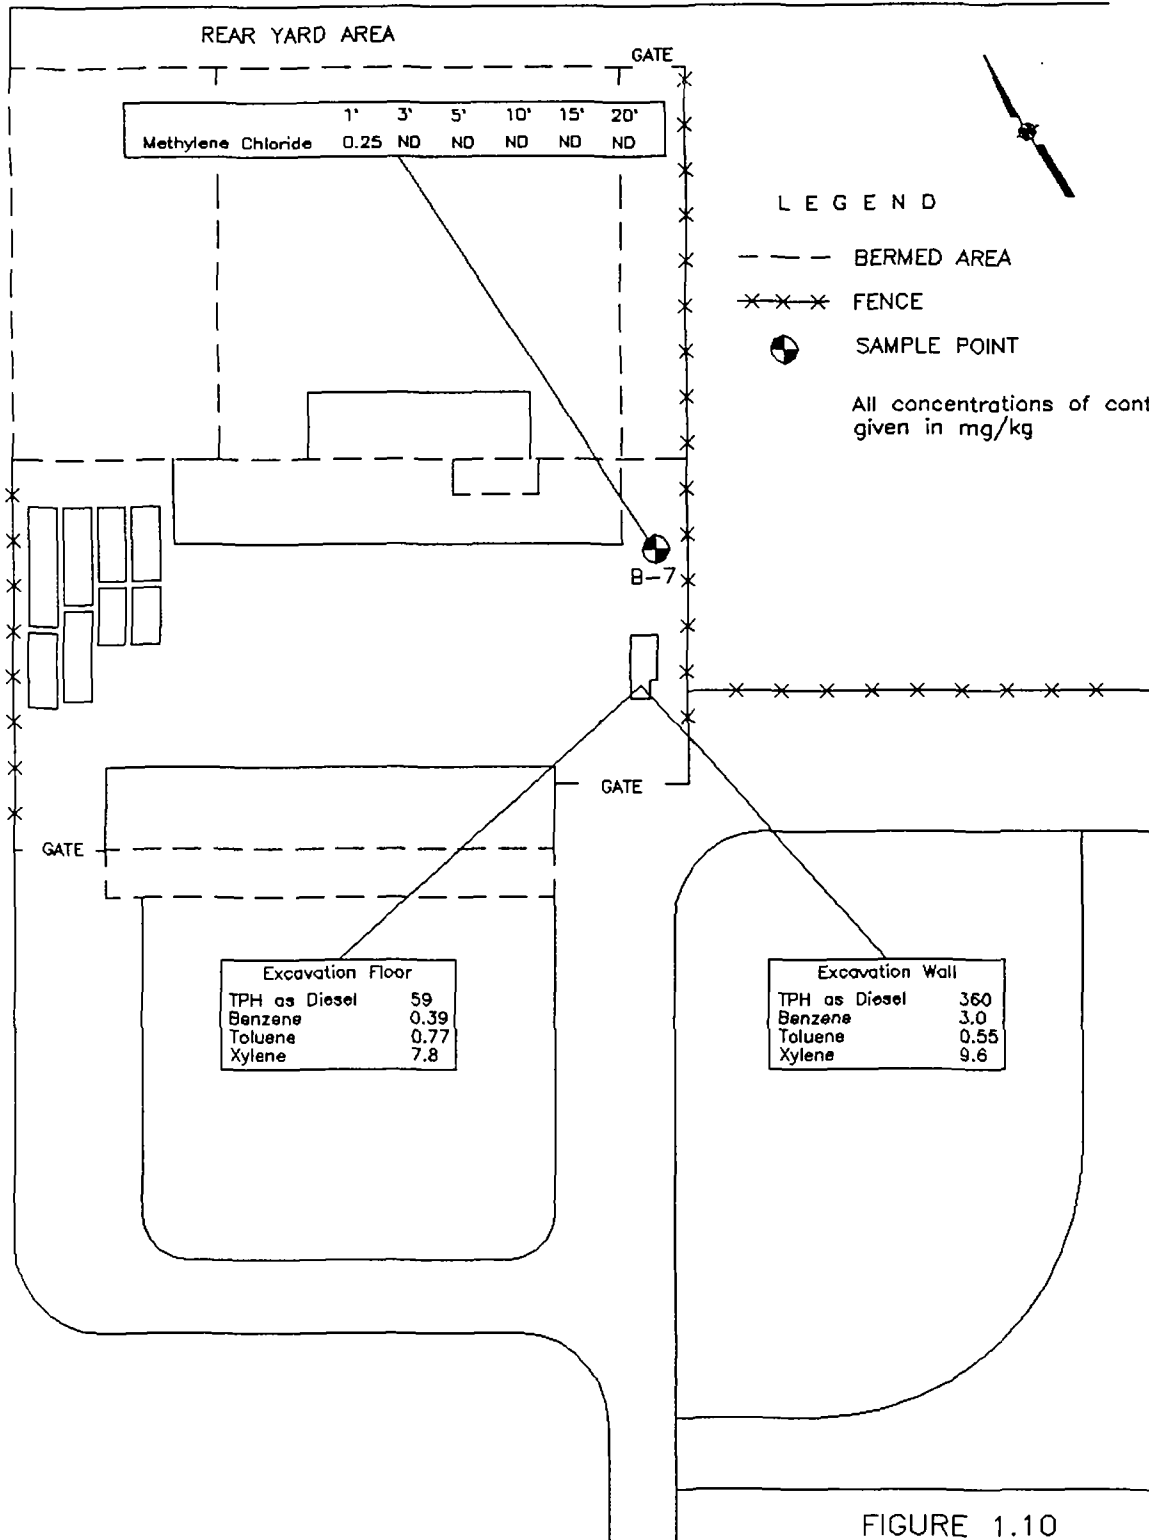 REAR YARD AREA
GATE
1' 3' 5' 10' 15' 20'
Methylene Chloride 0.25 ND ND ND ND ND
LEGEND
BERMED AREA
FENCE
SAMPLE POINT
All concentrations of
given in mg/kg
B-7
GATE
GATE
Excavation Floor
TPH as Diesel 59
Benzene 0.39
Toluene 0.77
Xylene 7.8
Excavation Wall
TPH as Diesel 360
Benzene 3.0
Toluene 0.55
Xylene 9.6
FIGURE 1.10